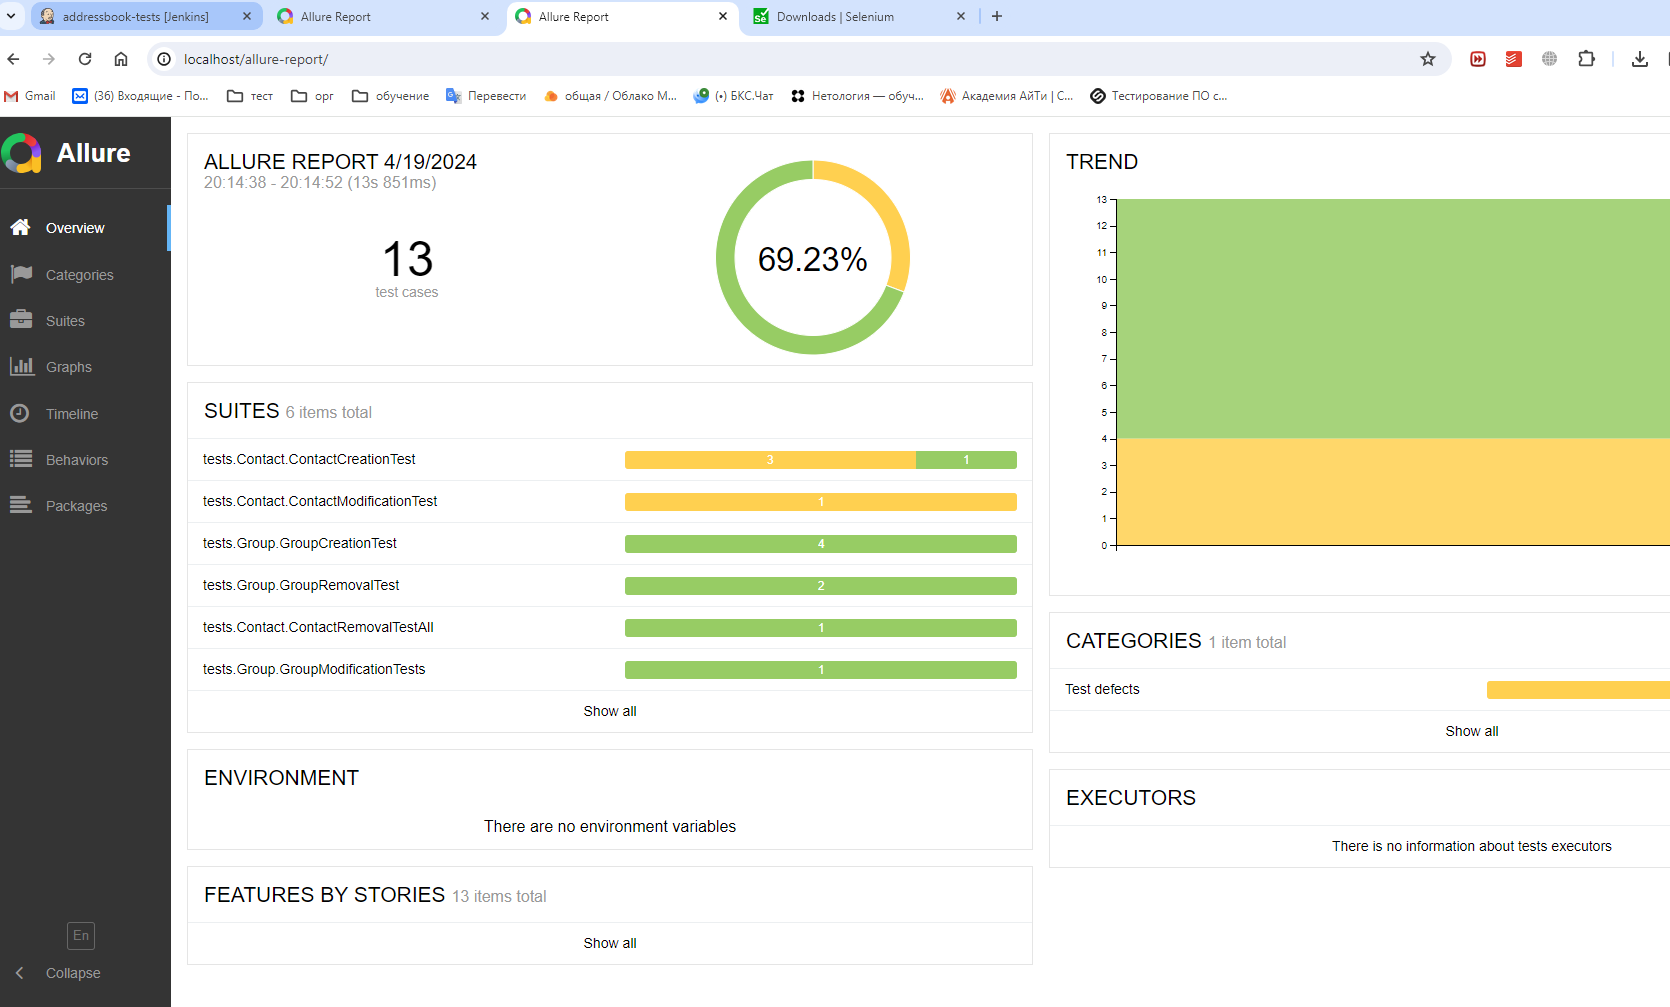 addressbook-tests [Jenkins]
Allure Report
Allure Report
Downloads | Selenium
localhost/allure-report/
Gmail
(36) Входящие - По...
тест
орг
обучение
Перевести
общая / Облако М...
(•) БКС.Чат
Нетология — обуч...
Академия АйТи | С...
Тестирование ПО с...
Allure
Overview
Categories
Suites
Graphs
Timeline
Behaviors
Packages
En
Collapse
ALLURE REPORT 4/19/2024
20:14:38 - 20:14:52 (13s 851ms)
13
test cases
69.23%
SUITES 6 items total
tests.Contact.ContactCreationTest 3 1
tests.Contact.ContactModificationTest 1
tests.Group.GroupCreationTest 4
tests.Group.GroupRemovalTest 2
tests.Contact.ContactRemovalTestAll 1
tests.Group.GroupModificationTests 1
Show all
ENVIRONMENT
There are no environment variables
FEATURES BY STORIES 13 items total
Show all
TREND
13
12
11
10
9
8
7
6
5
4
3
2
1
0
CATEGORIES 1 item total
Test defects
Show all
EXECUTORS
There is no information about tests executors